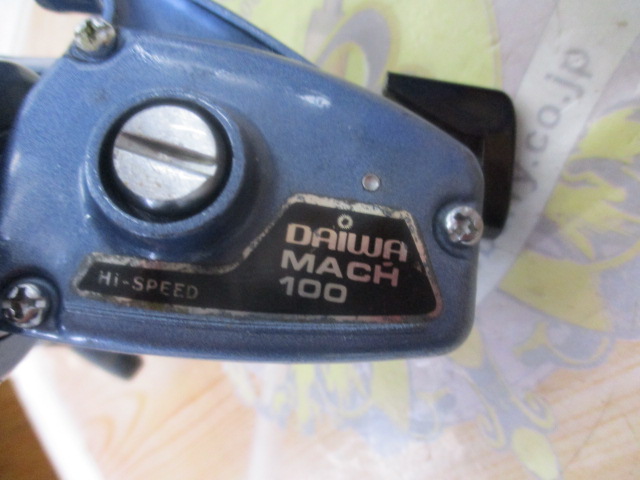 DAIWA
MACH
Hi-SPEED 100
.co.jp